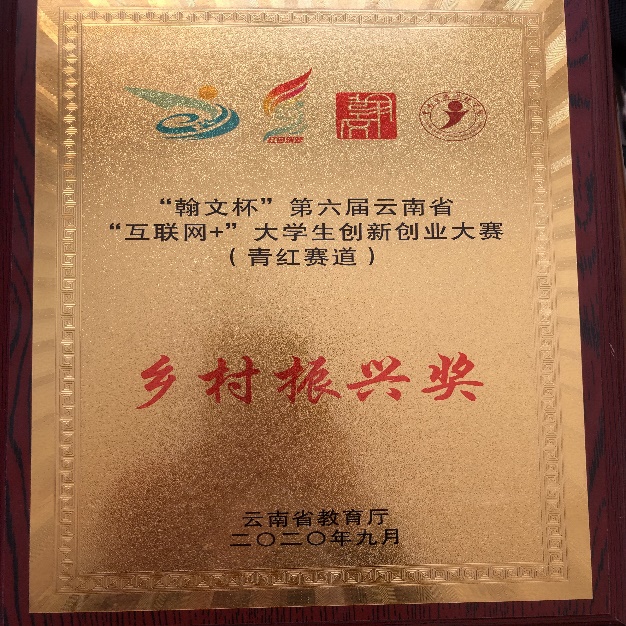 “翰文杯”第六届云南省
“互联网+”大学生创新创业大赛
（青红赛道）
乡村振兴奖
云南省教育厅
二〇二〇年九月